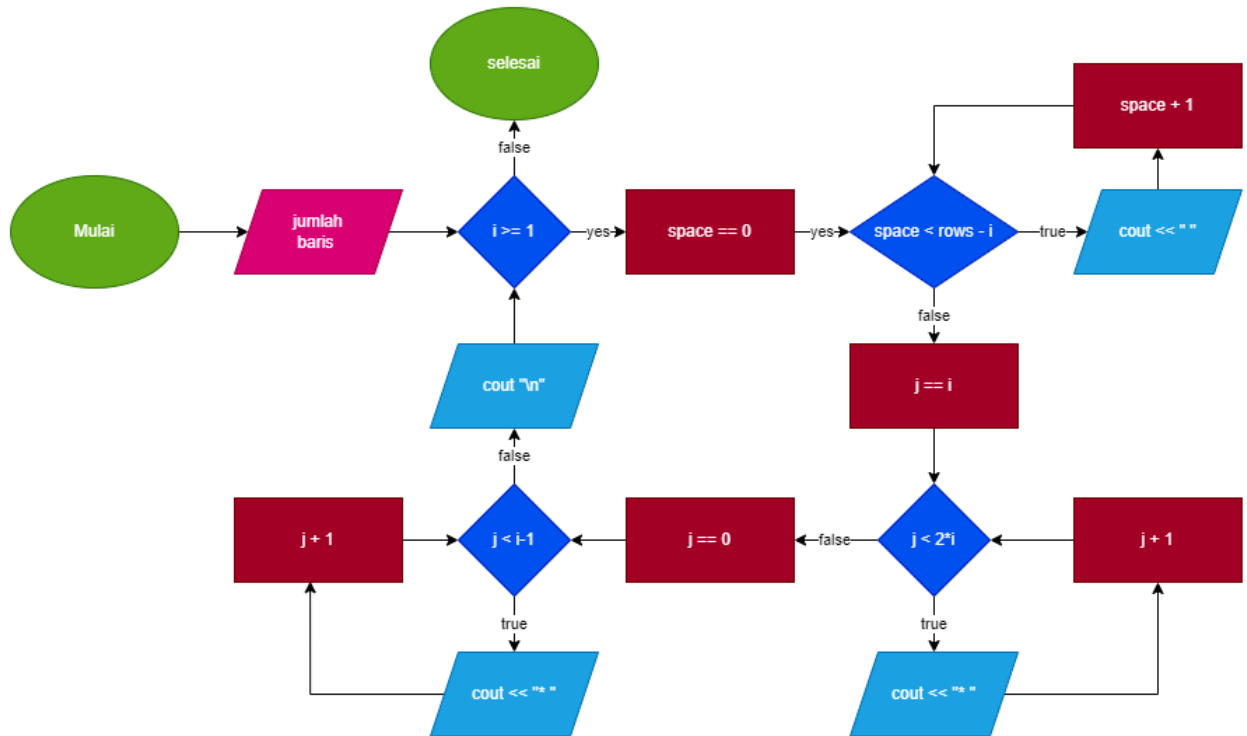 selesai
false
space + 1
Mulai
jumlah
baris
i >= 1
yes
space == 0
yes
space < rows - i
true
cout << " "
false
cout "\n"
j == i
false
j + 1
j < i-1
j == 0
false
j < 2*i
j + 1
true
true
cout << "* "
cout << "* "